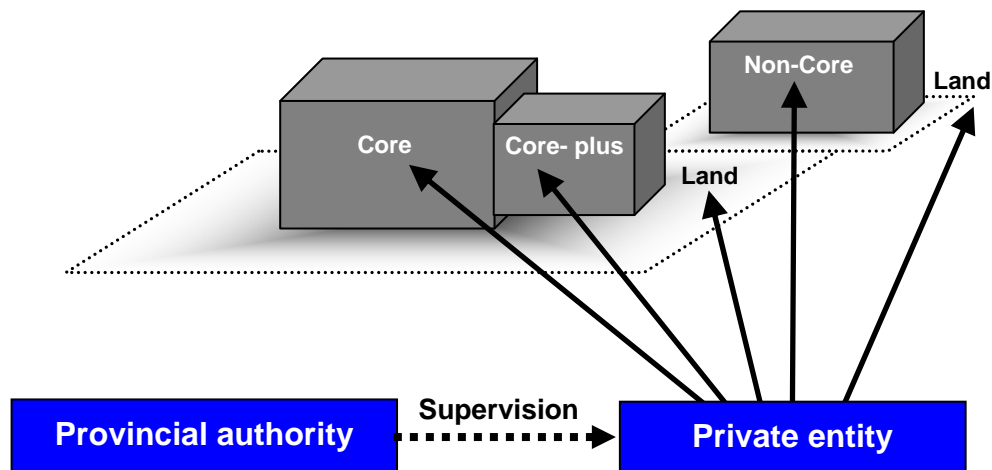 Non-Core
Land
Core
Core- plus
Land
Supervision
Provincial authority
Private entity